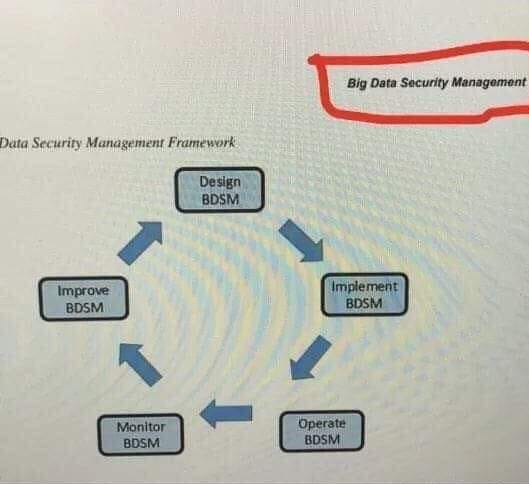 Big Data Security Management
Data Security Management Framework
Design
BDSM
Implement
BDSM
Operate
BDSM
Monitor
BDSM
Improve
BDSM